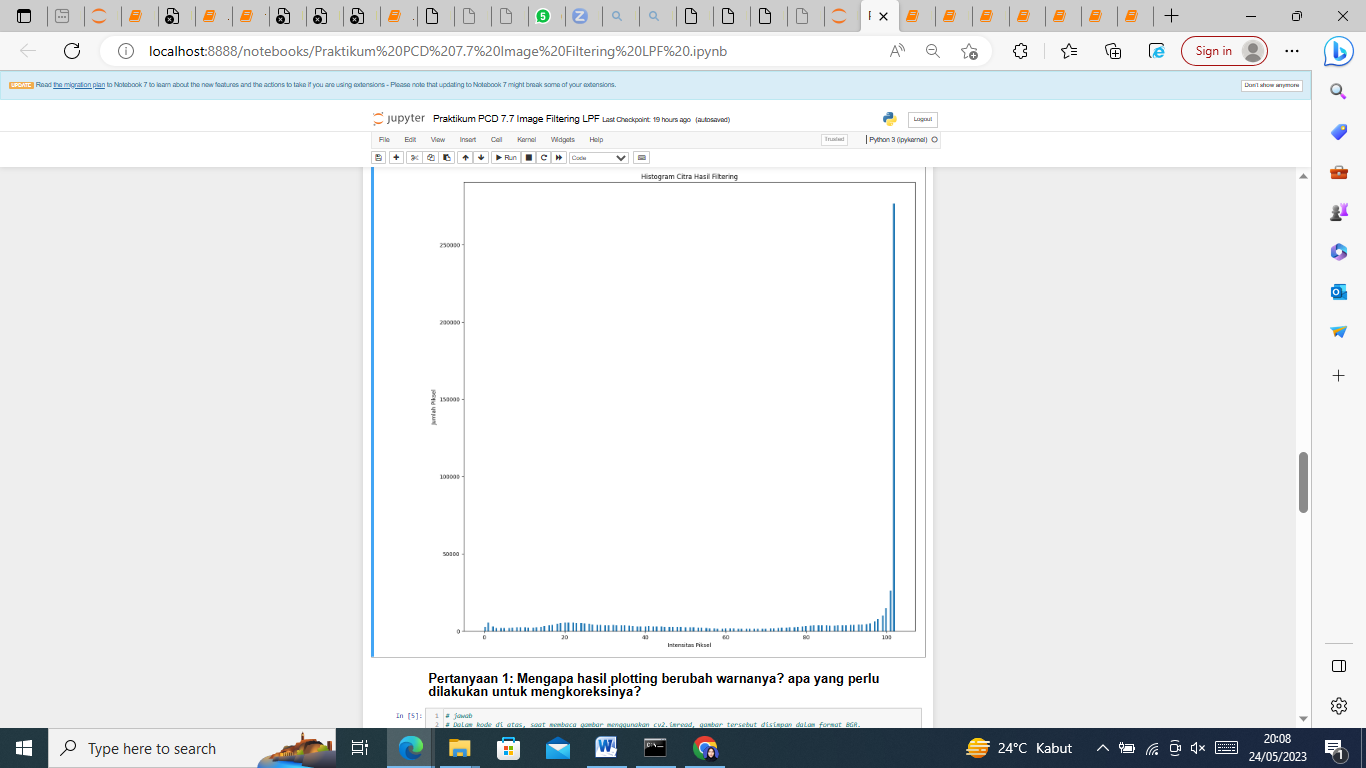 localhost:8888/notebooks/Praktikum%20PCD%207.7%20Image%20Filtering%20LPF%20.ipynb
Sign in
UPDATE Read the migration plan to Notebook 7 to learn about the new features and the actions to take if you are using extensions - Please note that updating to Notebook 7 might break some of your extensions.
Don't show anymore
jupyter Praktikum PCD 7.7 Image Filtering LPF Last Checkpoint: 19 hours ago (autosaved)
Logout
File Edit View Insert Cell Kernel Widgets Help
Trusted
Python 3 (ipykernel)
Run
Code
Histogram Citra Hasil Filtering
250000
200000
150000
100000
50000
0
Jumlah Piksel
0 20 40 60 80 100
Intensitas Piksel
Pertanyaan 1: Mengapa hasil plotting berubah warnanya? apa yang perlu
dilakukan untuk mengkoreksinya?
In [5]:
1 # jawab
2 # Dalam kode di atas, saat membaca gambar menggunakan cv2.imread, gambar tersebut disimpan dalam format BGR.
Type here to search
24°C Kabut
20:08
24/05/2023
1